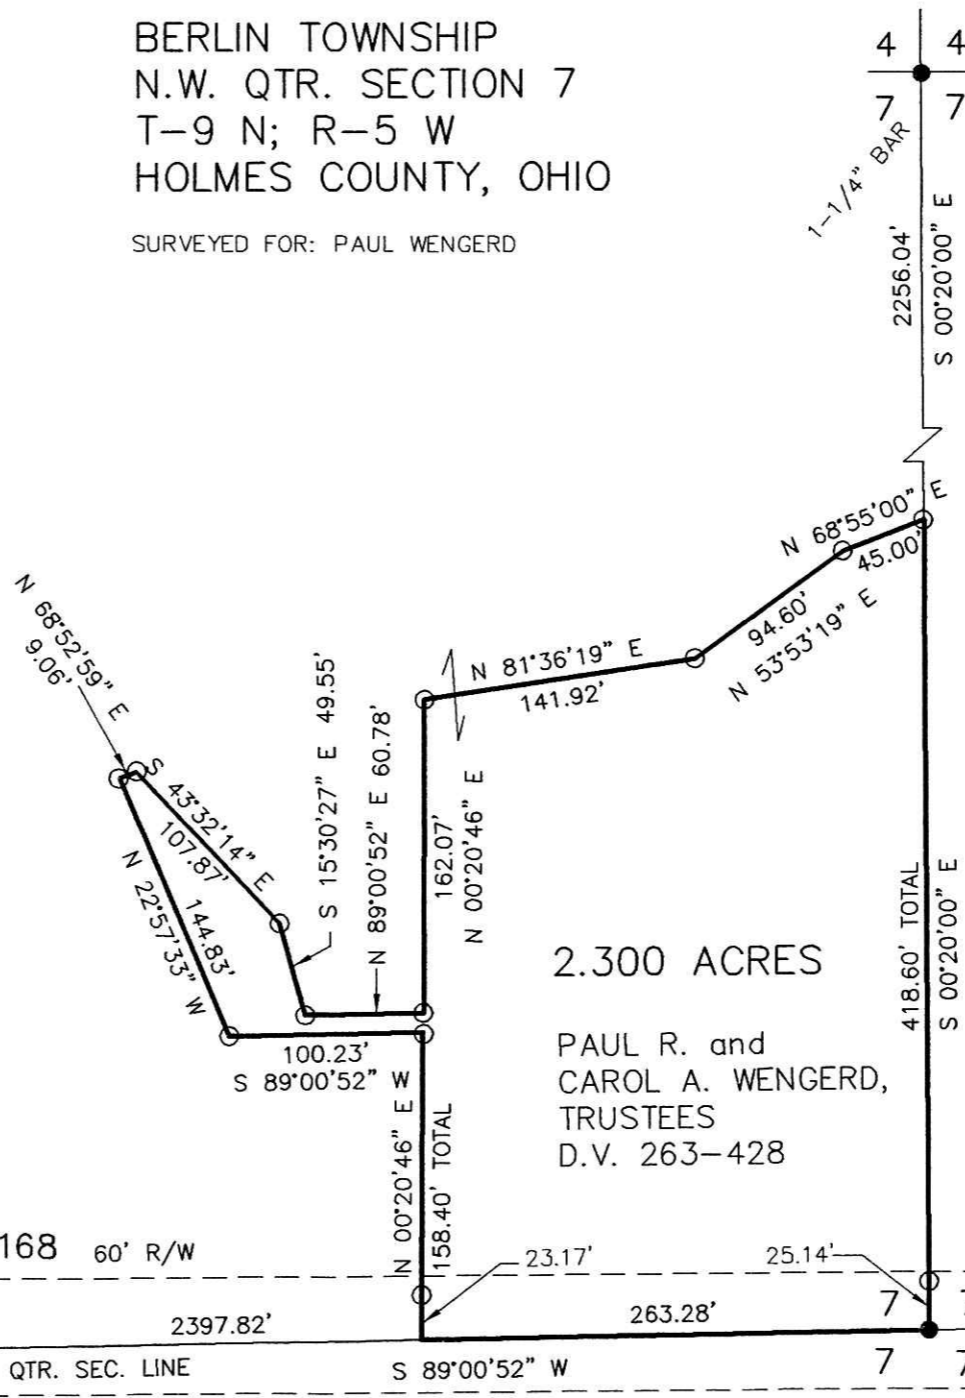 BERLIN TOWNSHIP
N.W. QTR. SECTION 7
T-9 N; R-5 W
HOLMES COUNTY, OHIO
SURVEYED FOR: PAUL WENGERD
4 4
7 7
1-1/4" BAR
2256.04'
S 00°20'00" E
N 68°55'00" E
45.00'
94.60'
N 53°53'19" E
N 81°36'19" E
141.92'
N 68°52'59" E
9.06'
S 43°32'14" E
107.87'
S 15°30'27" E 49.55'
N 89°00'52" E 60.78'
162.07'
N 00°20'46" E
144.83'
N 22°57'33" W
100.23'
S 89°00'52" W
418.60' TOTAL
S 00°20'00" E
2.300 ACRES
PAUL R. and
CAROL A. WENGERD,
TRUSTEES
D.V. 263-428
N 00°20'46" E
158.40' TOTAL
168 60' R/W
23.17'
25.14'
2397.82'
263.28'
7 7
QTR. SEC. LINE
S 89°00'52" W
7 7